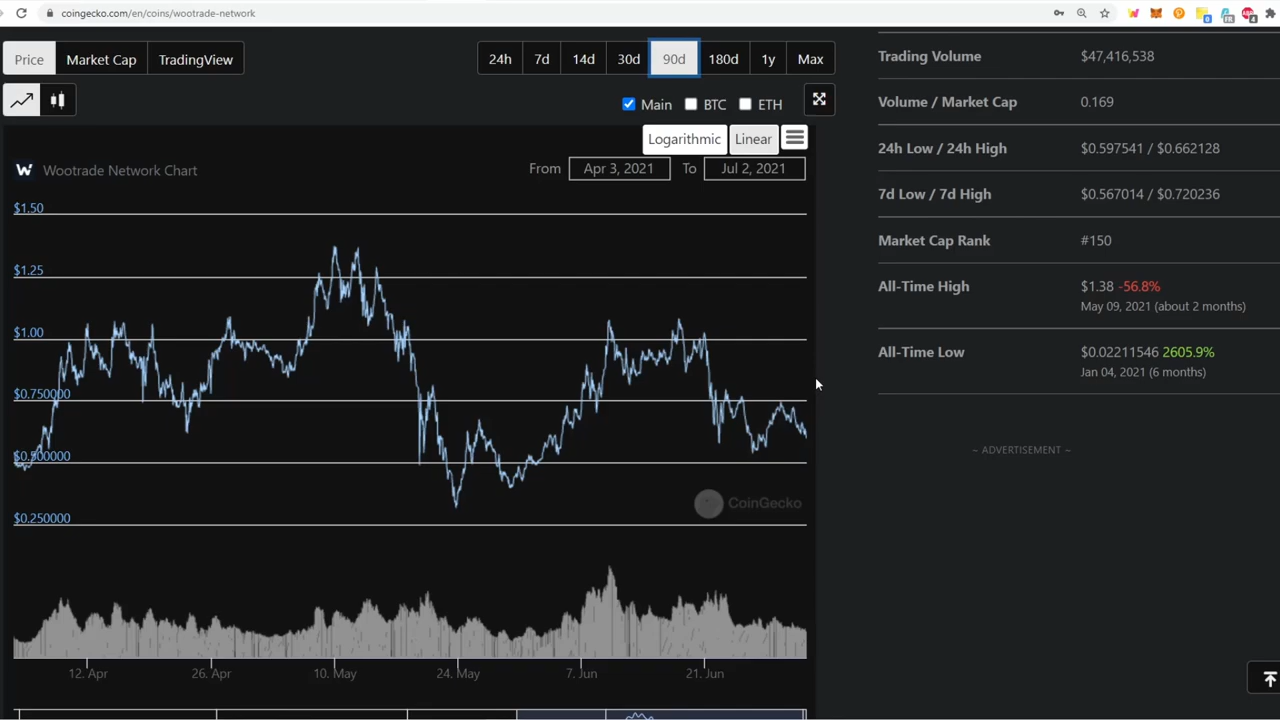 coingecko.com/en/coins/wootrade-network
Price Market Cap TradingView
24h 7d 14d 30d 90d 180d 1y Max
Main BTC ETH
Logarithmic Linear
Wootrade Network Chart
From Apr 3, 2021 To Jul 2, 2021
$1.50
$1.25
$1.00
$0.750000
$0.500000
$0.250000
CoinGecko
12. Apr 26. Apr 10. May 24. May 7. Jun 21. Jun
Trading Volume $47,416,538
Volume / Market Cap 0.169
24h Low / 24h High $0.597541 / $0.662128
7d Low / 7d High $0.567014 / $0.720236
Market Cap Rank #150
All-Time High $1.38 -56.8%
May 09, 2021 (about 2 months)
All-Time Low $0.02211546 2605.9%
Jan 04, 2021 (6 months)
~ ADVERTISEMENT ~